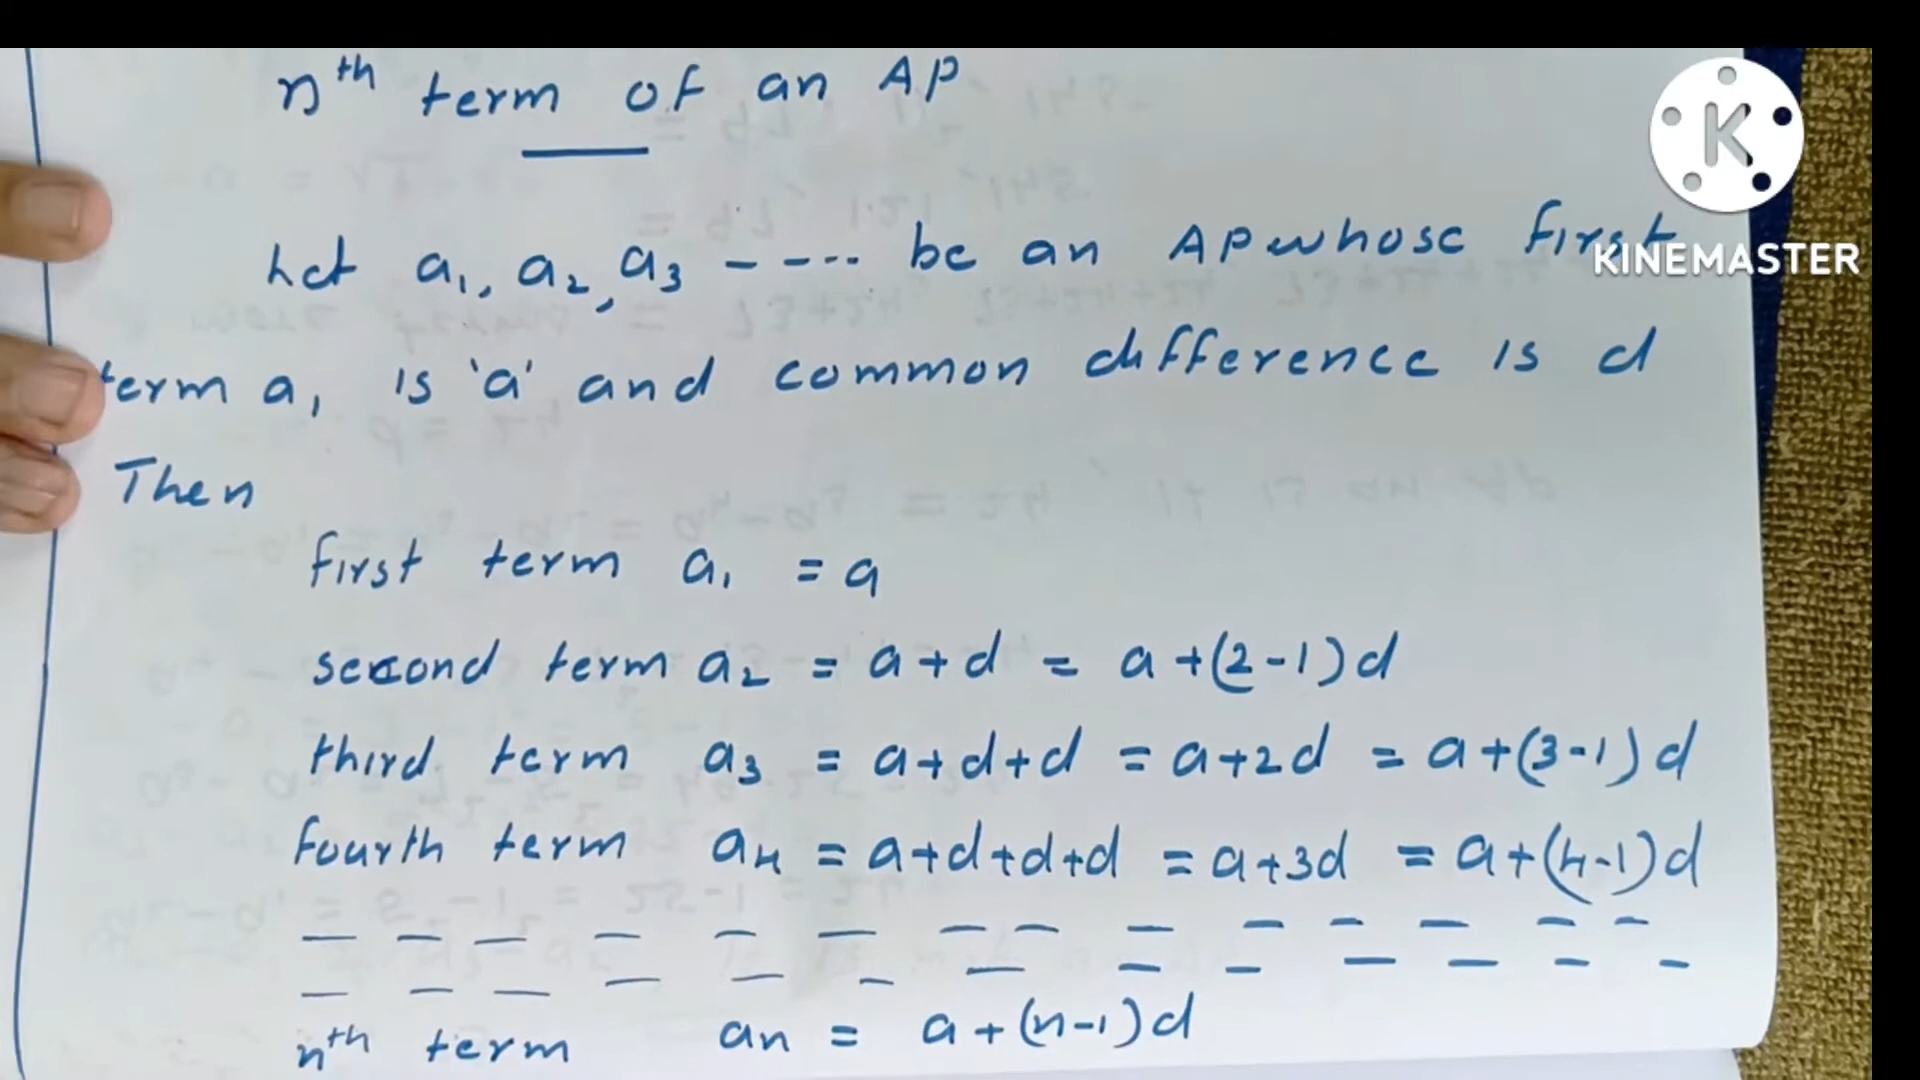 nth term of an AP
Let a1, a2, a3 - - - - - be an AP whose first
term a1 is 'a' and common difference is d
Then
first term a1 = a
second term a2 = a+d = a+(2-1)d
third term a3 = a+d+d = a+2d = a+(3-1)d
fourth term a4 = a+d+d+d = a+3d = a+(4-1)d
nth term an = a+(n-1)d
KINEMASTER